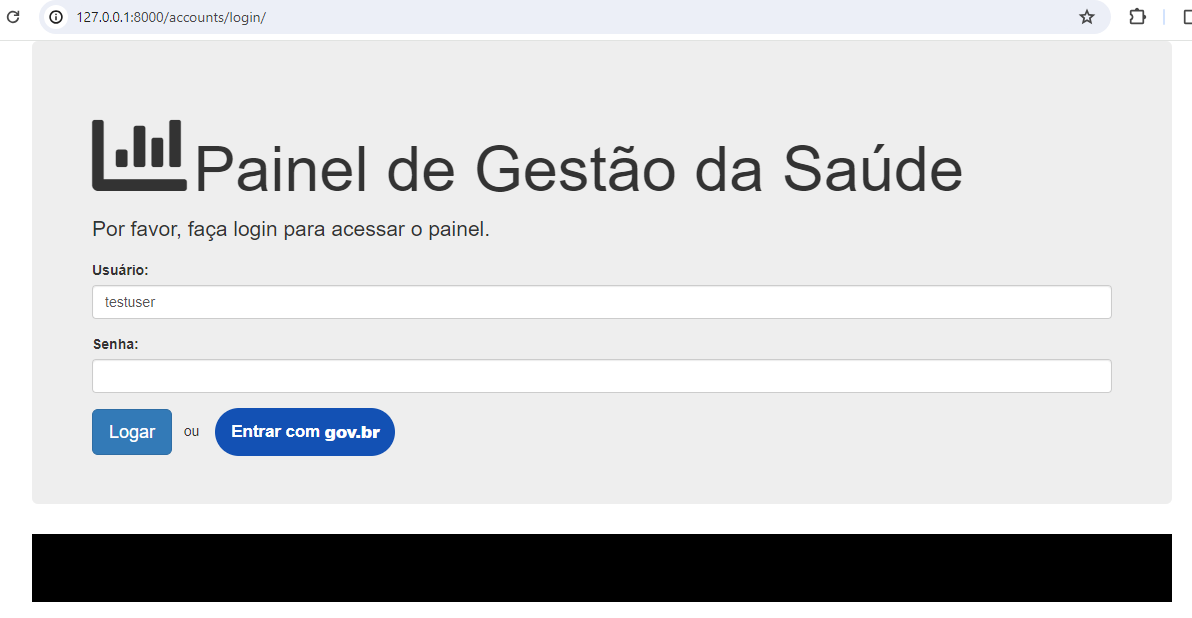 127.0.0.1:8000/accounts/login/
Painel de Gestão da Saúde
Por favor, faça login para acessar o painel.
Usuário:
testuser
Senha:
Logar ou Entrar com gov.br